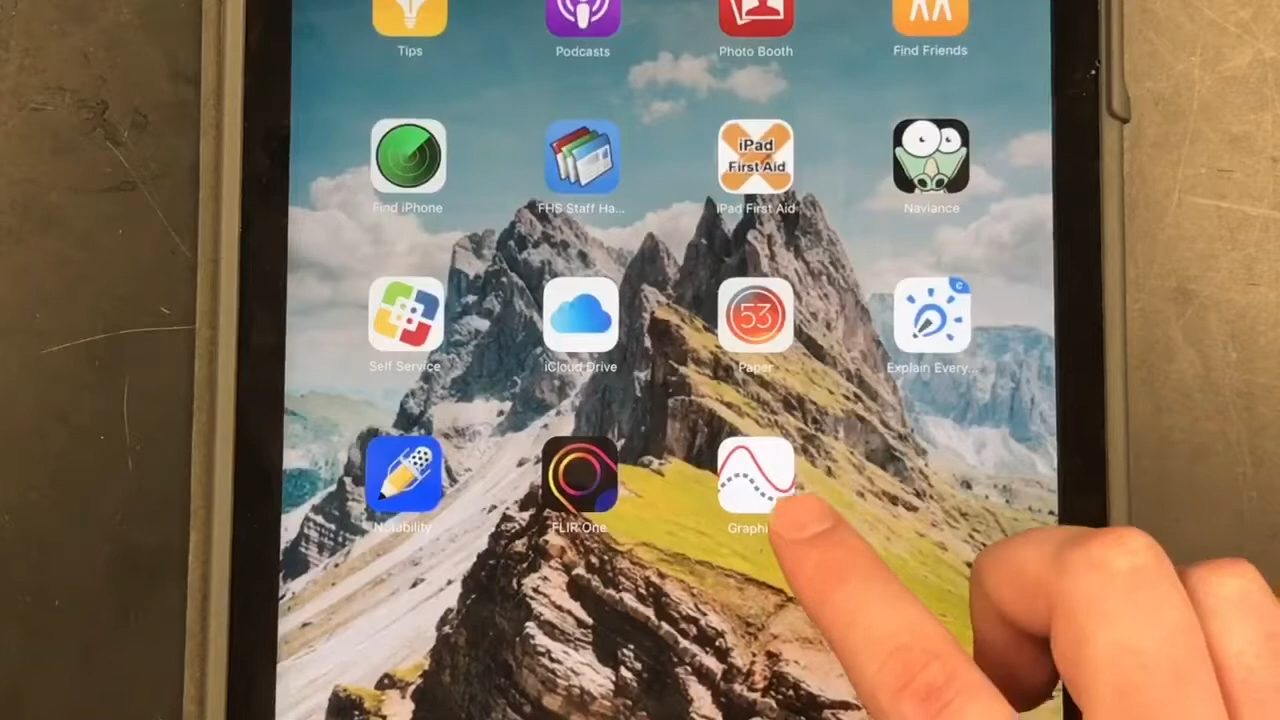 Tips
Podcasts
Photo Booth
Find Friends
iPad
First Aid
Find iPhone
FHS Staff Ha...
iPad First Aid
Naviance
53
C
Self Service
iCloud Drive
Paper
Explain Every...
Notability
FLIR One